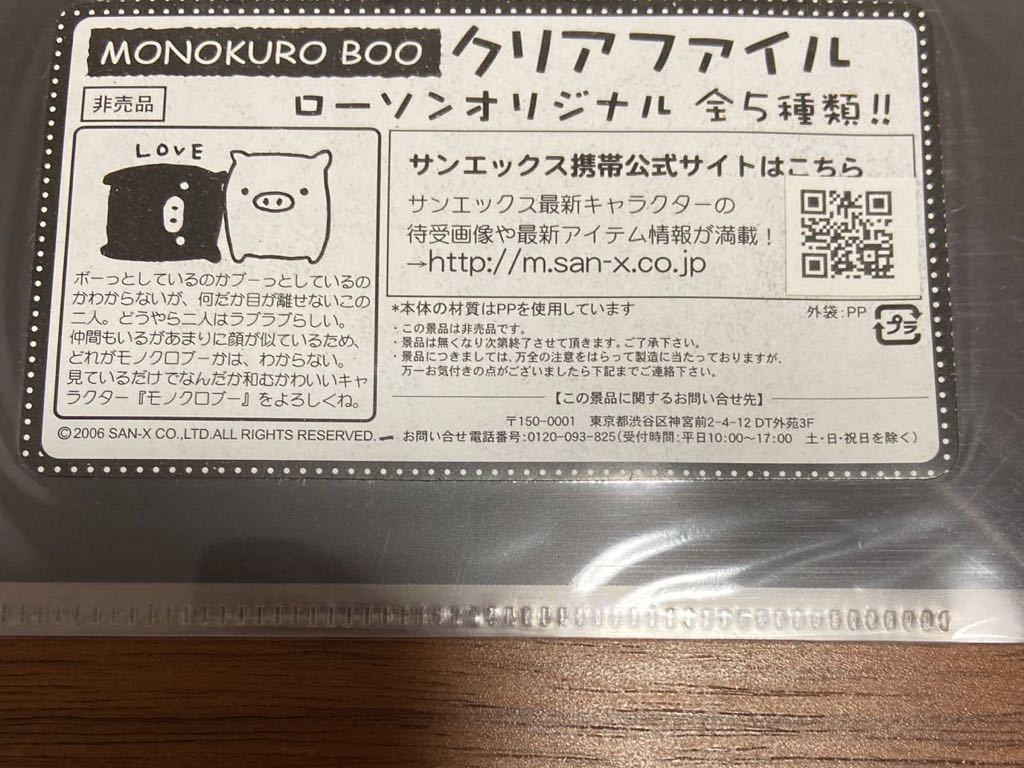 MONOKURO BOO クリアファイル
非売品
ローソンオリジナル 全5種類!!
LOVE
ボーっとしているのかブーっとしているの
かわからないが、何だか目が離せないこの
二人。どうやら二人はラブラブらしい。
仲間もいるがあまりに顔が似ているため、
どれがモノクロブーかは、わからない。
見ているだけでなんだか和むかわいいキャ
ラクター『モノクロブー』をよろしくね。
サンエックス携帯公式サイトはこちら
サンエックス最新キャラクターの
待受画像や最新アイテム情報が満載!
→http://m.san-x.co.jp
*本体の材質はPPを使用しています
外袋:PP
プラ
・この景品は非売品です。
・景品は無くなり次第終了させて頂きます。ご了承下さい。
・景品につきましては、万全の注意をはらって製造に当たっておりますが、
万一お気付きの点がございましたら下記までご連絡下さい。
【この景品に関するお問い合せ先】
〒150-0001 東京都渋谷区神宮前2-4-12 DT外苑3F
お問い合せ電話番号:0120-093-825(受付時間:平日10:00~17:00 土・日・祝日を除く)
©2006 SAN-X CO.,LTD.ALL RIGHTS RESERVED.